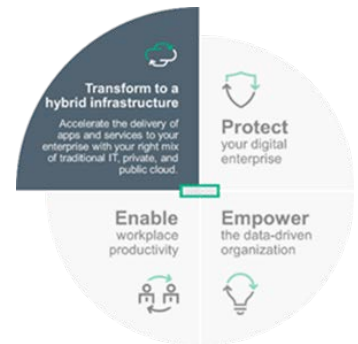 Transform to a
hybrid infrastructure
Accelerate the delivery of
apps and services to your
enterprise with your right mix
of traditional IT, private, and
public cloud.
Protect
your digital
enterprise
Enable
workplace
productivity
Empower
the data-driven
organization